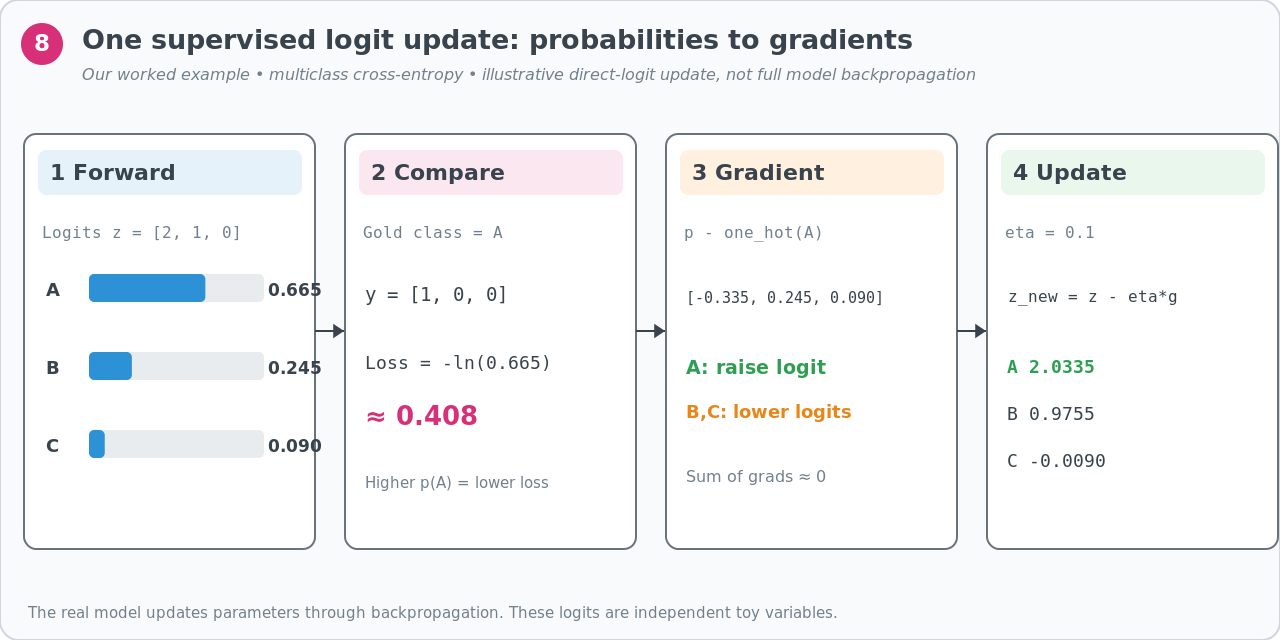 8
One supervised logit update: probabilities to gradients
Our worked example • multiclass cross-entropy • illustrative direct-logit update, not full model backpropagation
1 Forward
Logits z = [2, 1, 0]
A 0.665
B 0.245
C 0.090
2 Compare
Gold class = A
y = [1, 0, 0]
Loss = -ln(0.665)
≈ 0.408
Higher p(A) = lower loss
3 Gradient
p - one_hot(A)
[-0.335, 0.245, 0.090]
A: raise logit
B,C: lower logits
Sum of grads ≈ 0
4 Update
eta = 0.1
z_new = z - eta*g
A 2.0335
B 0.9755
C -0.0090
The real model updates parameters through backpropagation. These logits are independent toy variables.